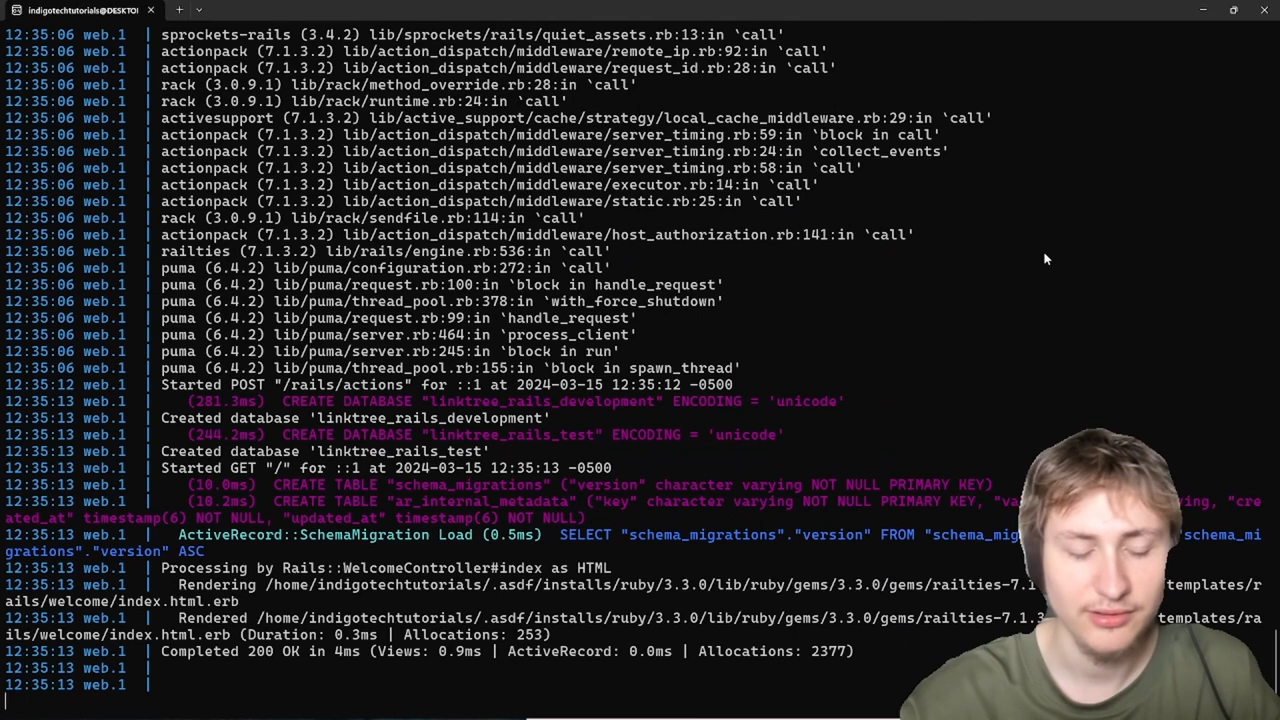 indigotechtutorials@DESKTO
12:35:06 web.1  | sprockets-rails (3.4.2) lib/sprockets/rails/quiet_assets.rb:13:in `call'
12:35:06 web.1  | actionpack (7.1.3.2) lib/action_dispatch/middleware/remote_ip.rb:92:in `call'
12:35:06 web.1  | actionpack (7.1.3.2) lib/action_dispatch/middleware/request_id.rb:28:in `call'
12:35:06 web.1  | rack (3.0.9.1) lib/rack/method_override.rb:28:in `call'
12:35:06 web.1  | rack (3.0.9.1) lib/rack/runtime.rb:24:in `call'
12:35:06 web.1  | activesupport (7.1.3.2) lib/active_support/cache/strategy/local_cache_middleware.rb:29:in `call'
12:35:06 web.1  | actionpack (7.1.3.2) lib/action_dispatch/middleware/server_timing.rb:59:in `block in call'
12:35:06 web.1  | actionpack (7.1.3.2) lib/action_dispatch/middleware/server_timing.rb:24:in `collect_events'
12:35:06 web.1  | actionpack (7.1.3.2) lib/action_dispatch/middleware/server_timing.rb:58:in `call'
12:35:06 web.1  | actionpack (7.1.3.2) lib/action_dispatch/middleware/executor.rb:14:in `call'
12:35:06 web.1  | actionpack (7.1.3.2) lib/action_dispatch/middleware/static.rb:25:in `call'
12:35:06 web.1  | rack (3.0.9.1) lib/rack/sendfile.rb:114:in `call'
12:35:06 web.1  | actionpack (7.1.3.2) lib/action_dispatch/middleware/host_authorization.rb:141:in `call'
12:35:06 web.1  | railties (7.1.3.2) lib/rails/engine.rb:536:in `call'
12:35:06 web.1  | puma (6.4.2) lib/puma/configuration.rb:272:in `call'
12:35:06 web.1  | puma (6.4.2) lib/puma/request.rb:100:in `block in handle_request'
12:35:06 web.1  | puma (6.4.2) lib/puma/thread_pool.rb:378:in `with_force_shutdown'
12:35:06 web.1  | puma (6.4.2) lib/puma/request.rb:99:in `handle_request'
12:35:06 web.1  | puma (6.4.2) lib/puma/server.rb:464:in `process_client'
12:35:06 web.1  | puma (6.4.2) lib/puma/server.rb:245:in `block in run'
12:35:06 web.1  | puma (6.4.2) lib/puma/thread_pool.rb:155:in `block in spawn_thread'
12:35:12 web.1  | Started POST "/rails/actions" for ::1 at 2024-03-15 12:35:12 -0500
12:35:13 web.1  |    (281.3ms)  CREATE DATABASE "linktree_rails_development" ENCODING = 'unicode'
12:35:13 web.1  | Created database 'linktree_rails_development'
12:35:13 web.1  |    (244.2ms)  CREATE DATABASE "linktree_rails_test" ENCODING = 'unicode'
12:35:13 web.1  | Created database 'linktree_rails_test'
12:35:13 web.1  | Started GET "/" for ::1 at 2024-03-15 12:35:13 -0500
12:35:13 web.1  |    (10.0ms)  CREATE TABLE "schema_migrations" ("version" character varying NOT NULL PRIMARY KEY)
12:35:13 web.1  |    (10.2ms)  CREATE TABLE "ar_internal_metadata" ("key" character varying NOT NULL PRIMARY KEY, "va ing, "cre
ated_at" timestamp(6) NOT NULL, "updated_at" timestamp(6) NOT NULL)
12:35:13 web.1  |   ActiveRecord::SchemaMigration Load (0.5ms)  SELECT "schema_migrations"."version" FROM "schema_mig schema_mi
grations"."version" ASC
12:35:13 web.1  | Processing by Rails::WelcomeController#index as HTML
12:35:13 web.1  |   Rendering /home/indigotechtutorials/.asdf/installs/ruby/3.3.0/lib/ruby/gems/3.3.0/gems/railties-7.1 templates/r
ails/welcome/index.html.erb
12:35:13 web.1  |   Rendered /home/indigotechtutorials/.asdf/installs/ruby/3.3.0/lib/ruby/gems/3.3.0/gems/railties-7.1.3 mplates/ra
ils/welcome/index.html.erb (Duration: 0.3ms | Allocations: 253)
12:35:13 web.1  | Completed 200 OK in 4ms (Views: 0.9ms | ActiveRecord: 0.0ms | Allocations: 2377)
12:35:13 web.1  |
12:35:13 web.1  |